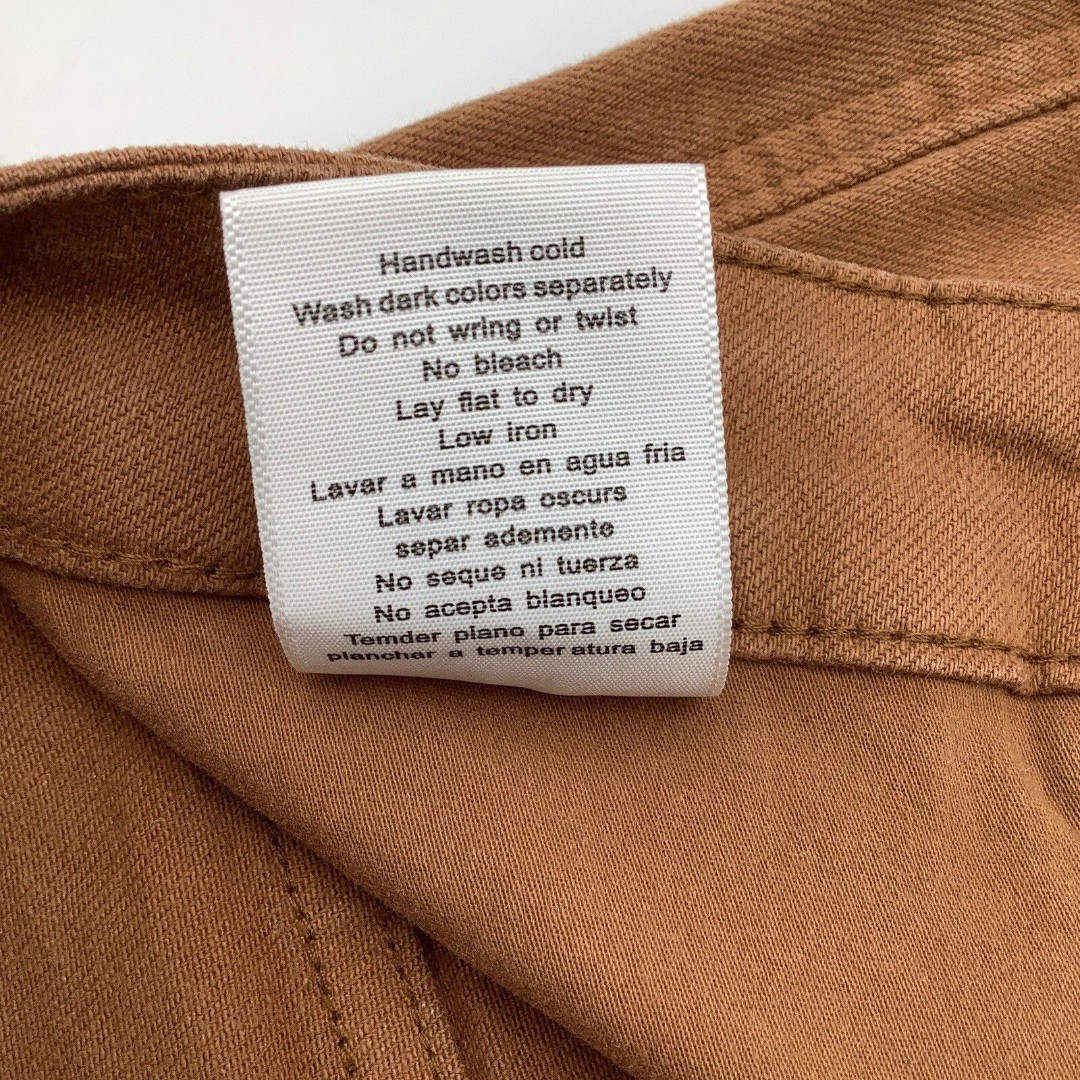 Handwash cold
Wash dark colors separately
Do not wring or twist
No bleach
Lay flat to dry
Low iron
Lavar a mano en agua fria
Lavar ropa oscurs
separ ademente
No seque ni tuerza
No acepta blanqueo
Temder plano para secar
planchar a temper atura baja